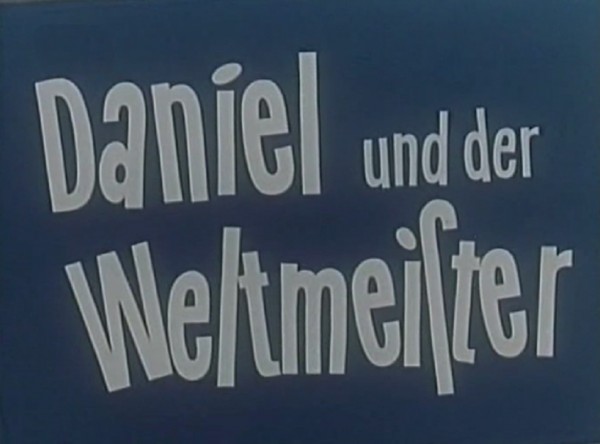 Daniel und der
Weltmeiſter